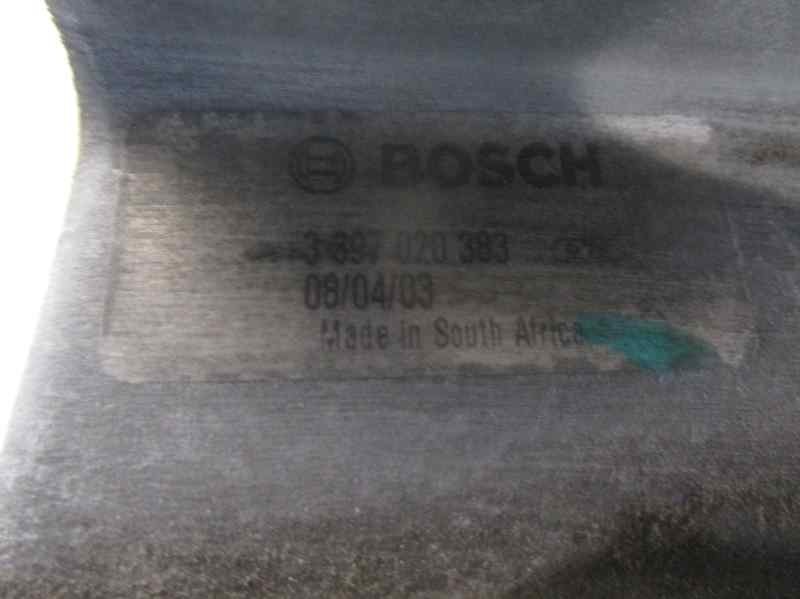 BOSCH
3 397 020 383
08/04/03
Made in South Africa